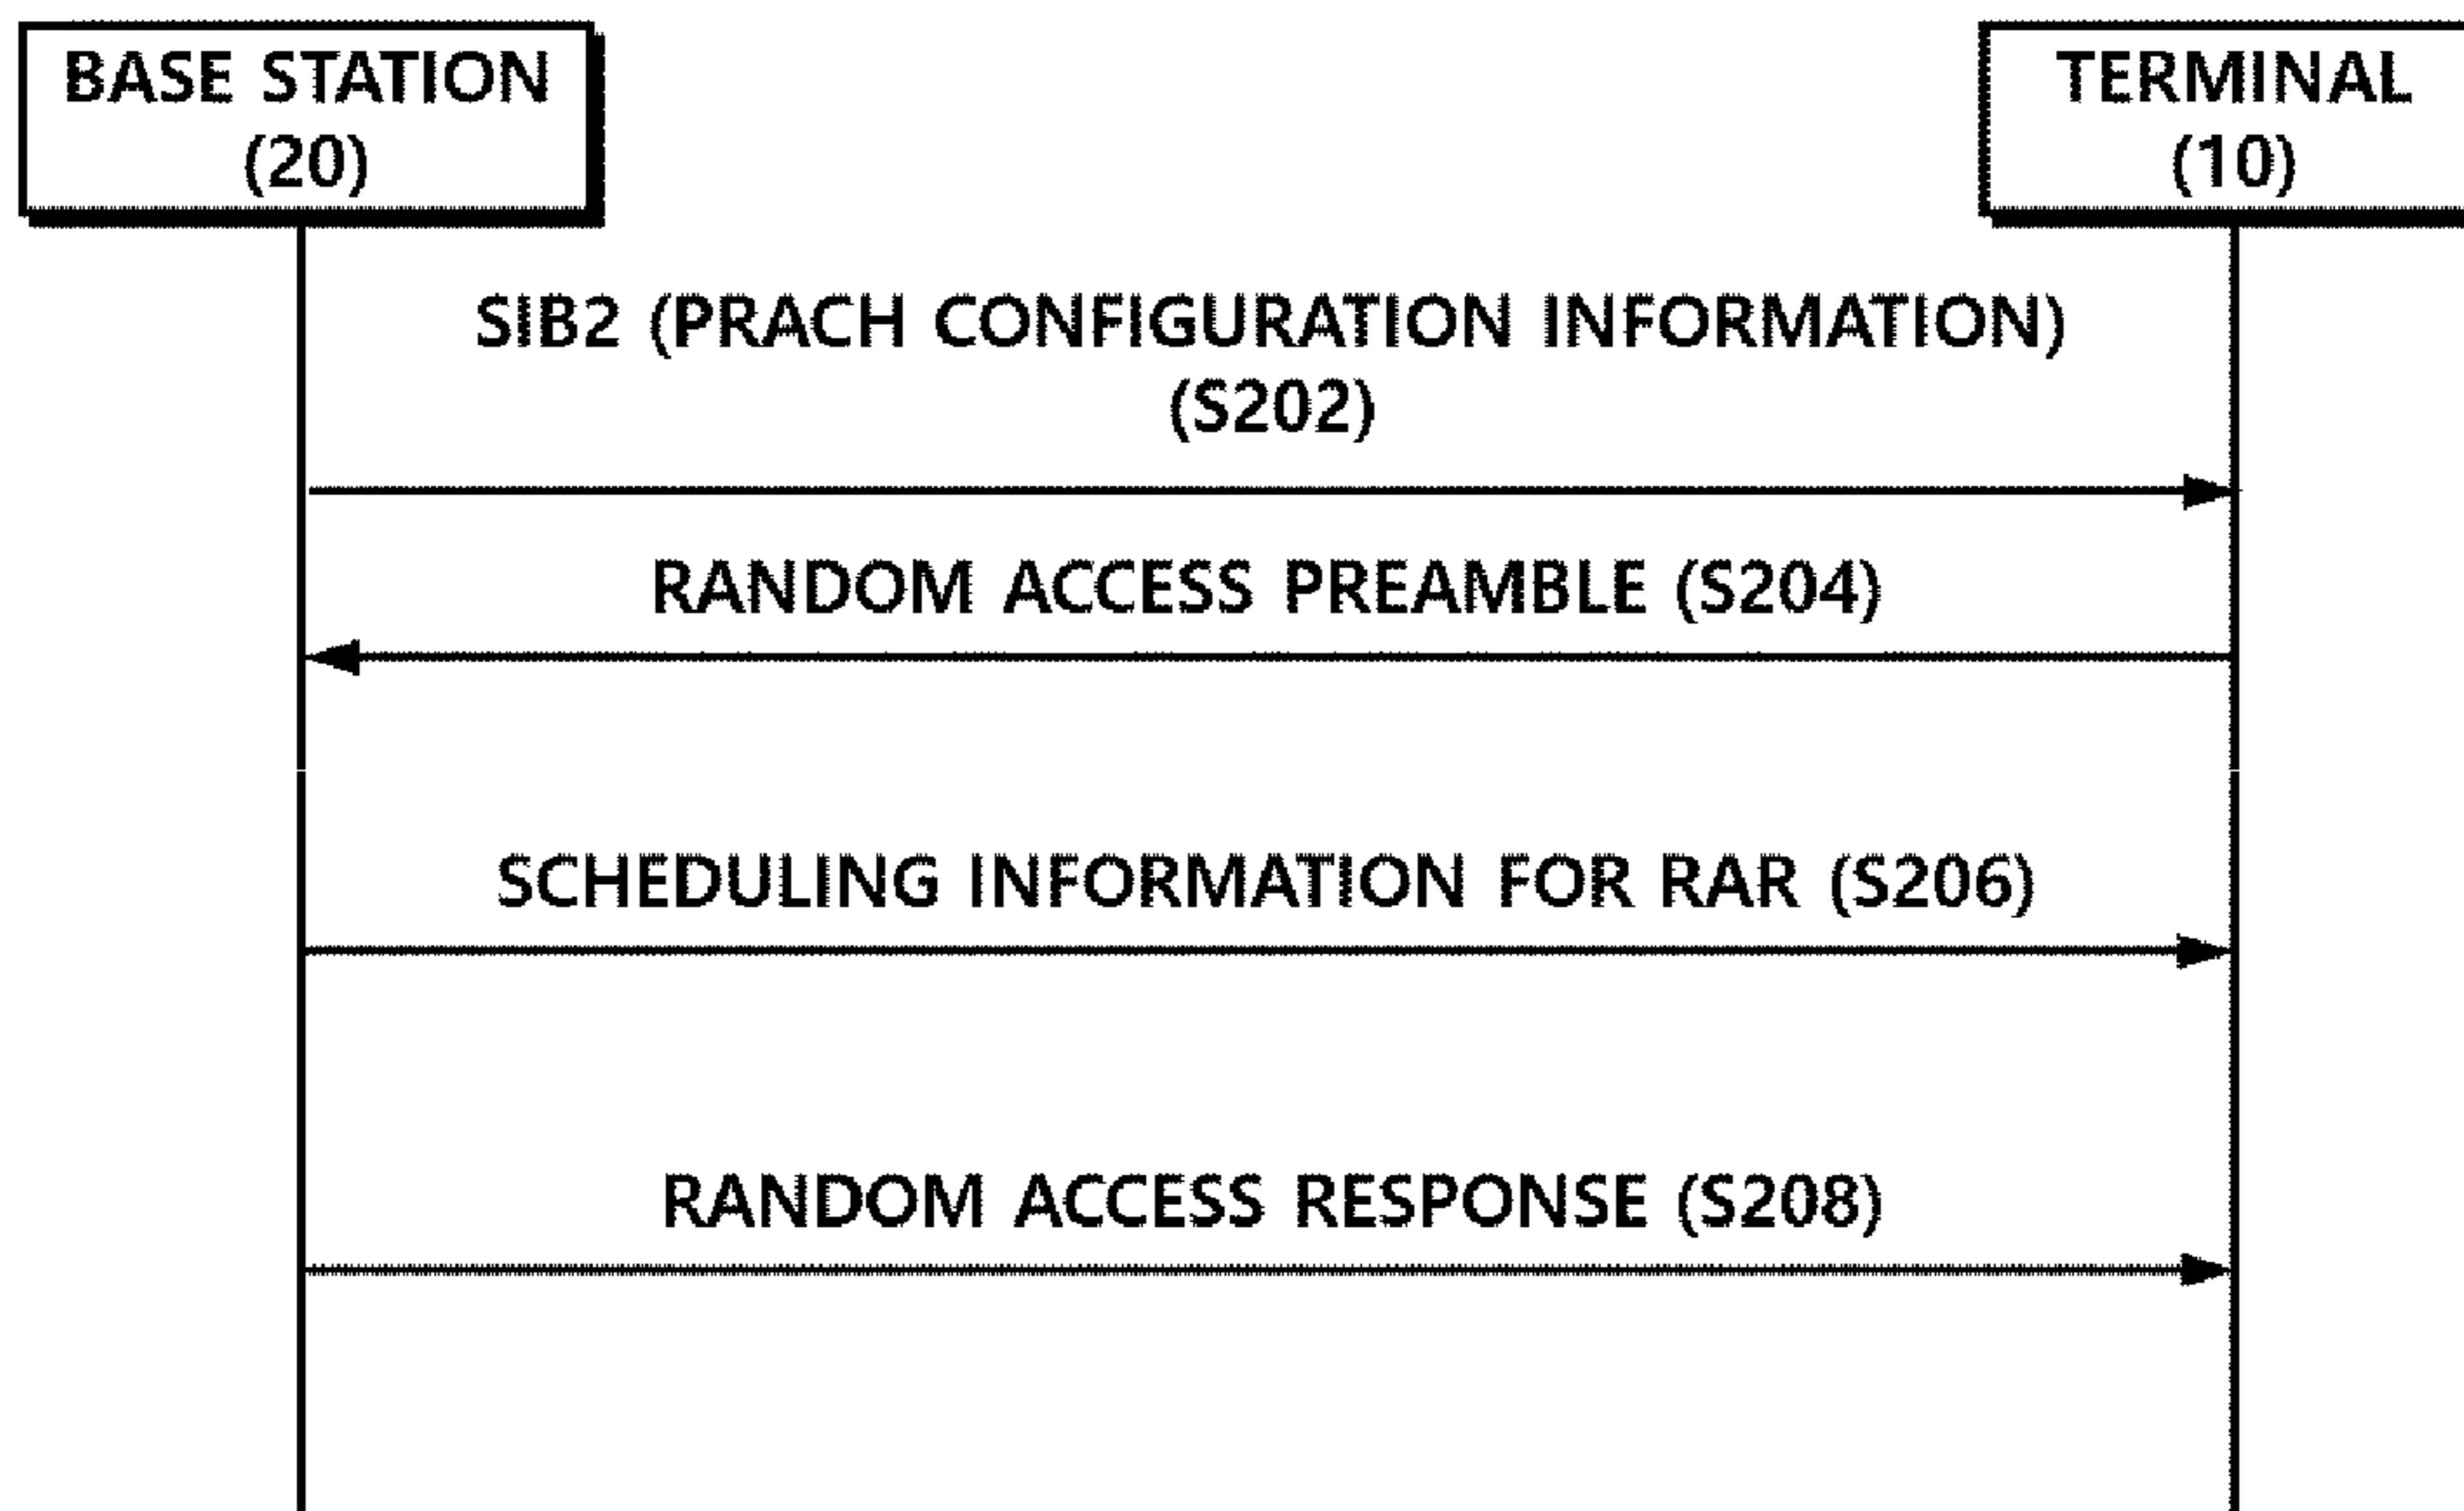 BASE STATION
(20)
TERMINAL
(10)
SIB2 (PRACH CONFIGURATION INFORMATION)
(S202)
RANDOM ACCESS PREAMBLE (S204)
SCHEDULING INFORMATION FOR RAR (S206)
RANDOM ACCESS RESPONSE (S208)